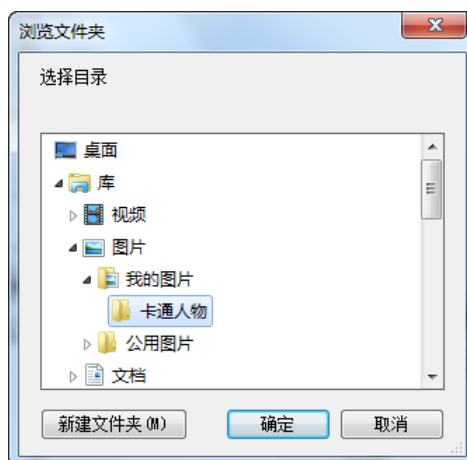 浏览文件夹
选择目录
桌面
库
视频
图片
我的图片
卡通人物
公用图片
文档
新建文件夹(M) 确定 取消